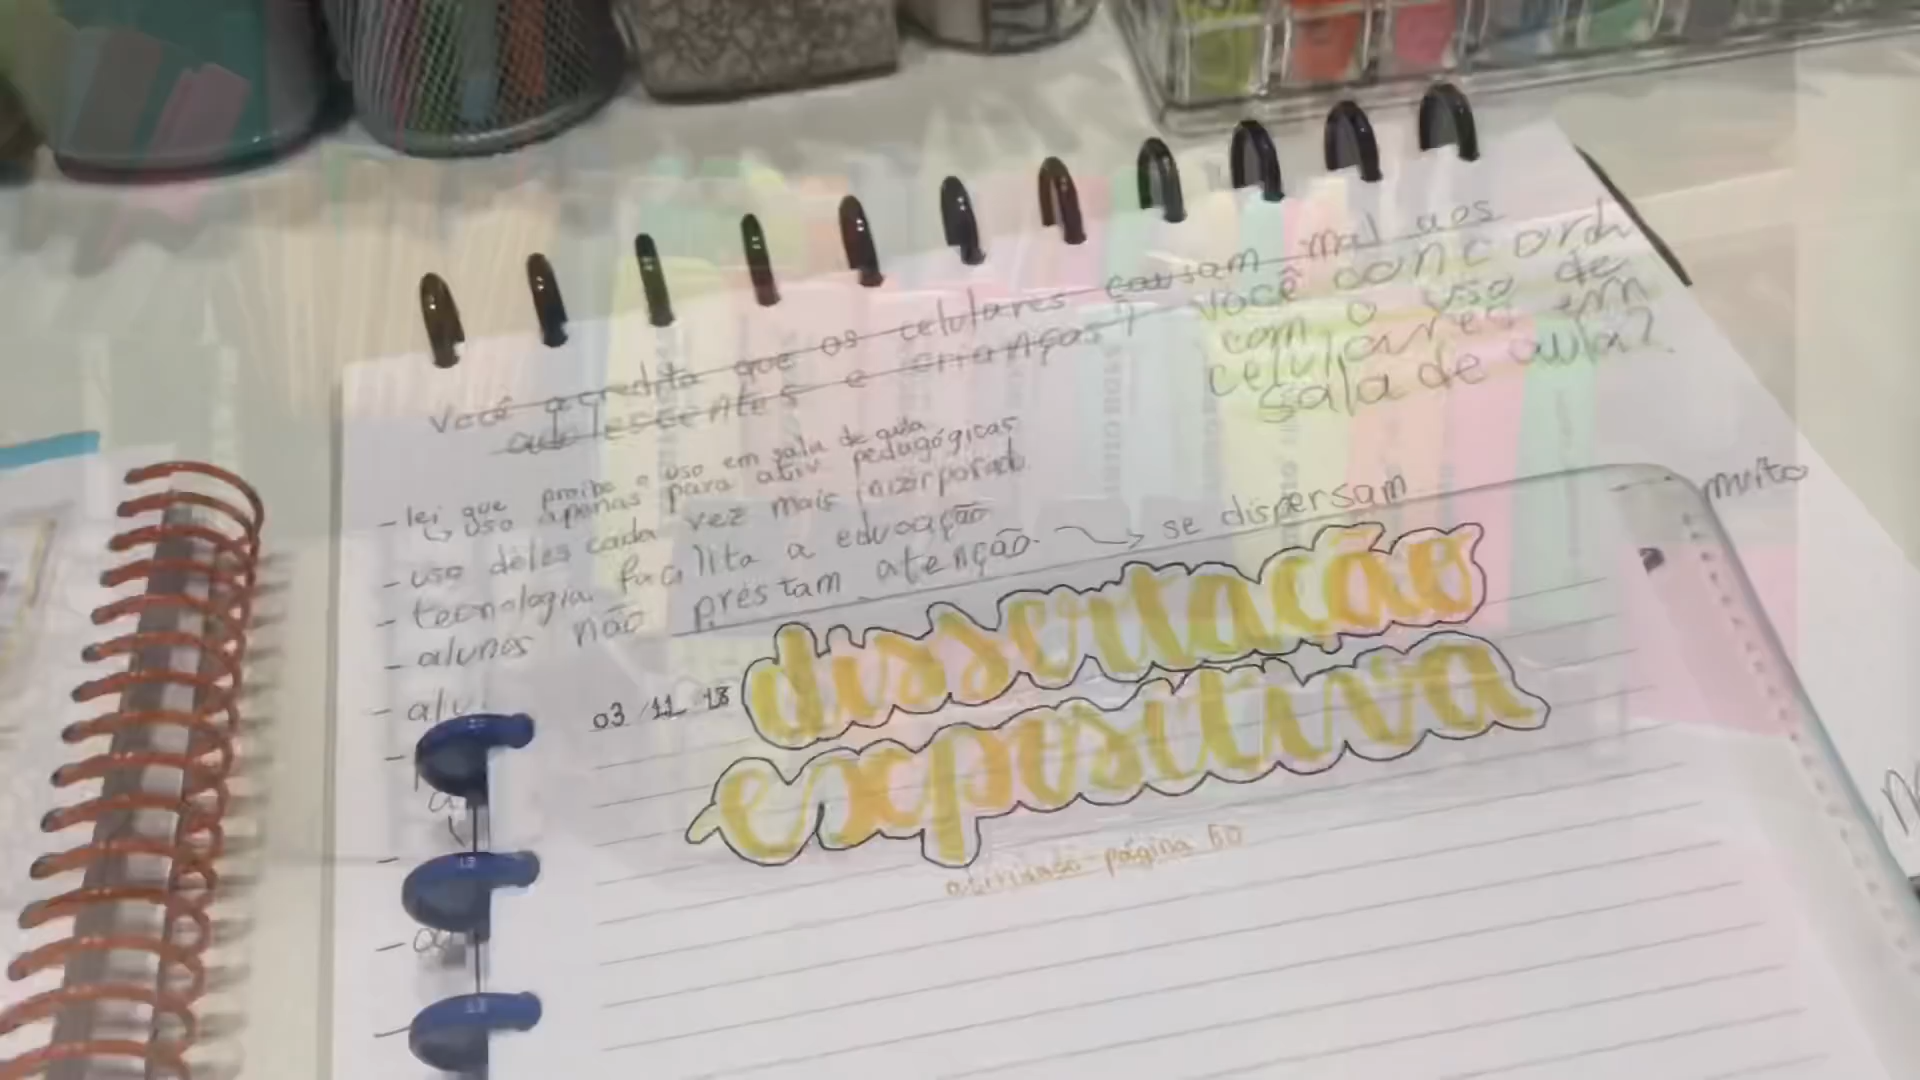 Você acredita que os celulares causam mal aos
adolescentes e crianças?
Você concorda
com o uso de
celulares em
sala de aula?
- lei que proibe o uso em sala de aula
↳ uso apenas para ativ. pedagógicas
- uso deles cada vez mais incorporado
- tecnologia facilita a educação
- alunos não prestam atenção → se dispersam muito
- alu
03/11/18
dissertação
expositiva
página 60